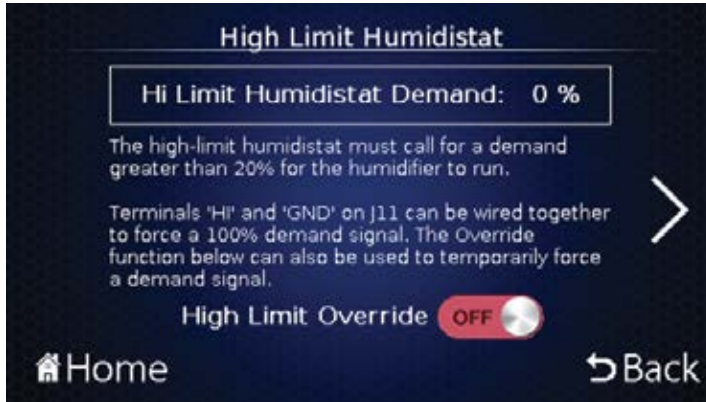 High Limit Humidistat
Hi Limit Humidistat Demand: 0 %
The high-limit humidistat must call for a demand
greater than 20% for the humidifier to run.
Terminals 'HI' and 'GND' on J11 can be wired together
to force a 100% demand signal. The Override
function below can also be used to temporarily force
a demand signal.
High Limit Override OFF
Home
Back